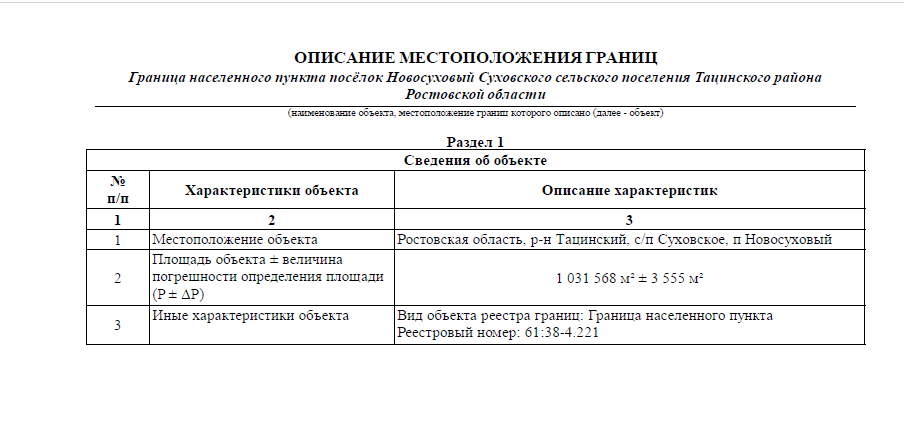 ОПИСАНИЕ МЕСТОПОЛОЖЕНИЯ ГРАНИЦ
Граница населенного пункта посёлок Новосуховый Суховского сельского поселения Тацинского района
Ростовской области
(наименование объекта, местоположение границ которого описано (далее - объект)
Раздел 1
Сведения об объекте
№
п/п
Характеристики объекта
Описание характеристик
1
2
3
1
Местоположение объекта
Ростовская область, р-н Тацинский, с/п Суховское, п Новосуховый
2
Площадь объекта ± величина
погрешности определения площади
(P ± ΔP)
1 031 568 м² ± 3 555 м²
3
Иные характеристики объекта
Вид объекта реестра границ: Граница населенного пункта
Реестровый номер: 61:38-4.221